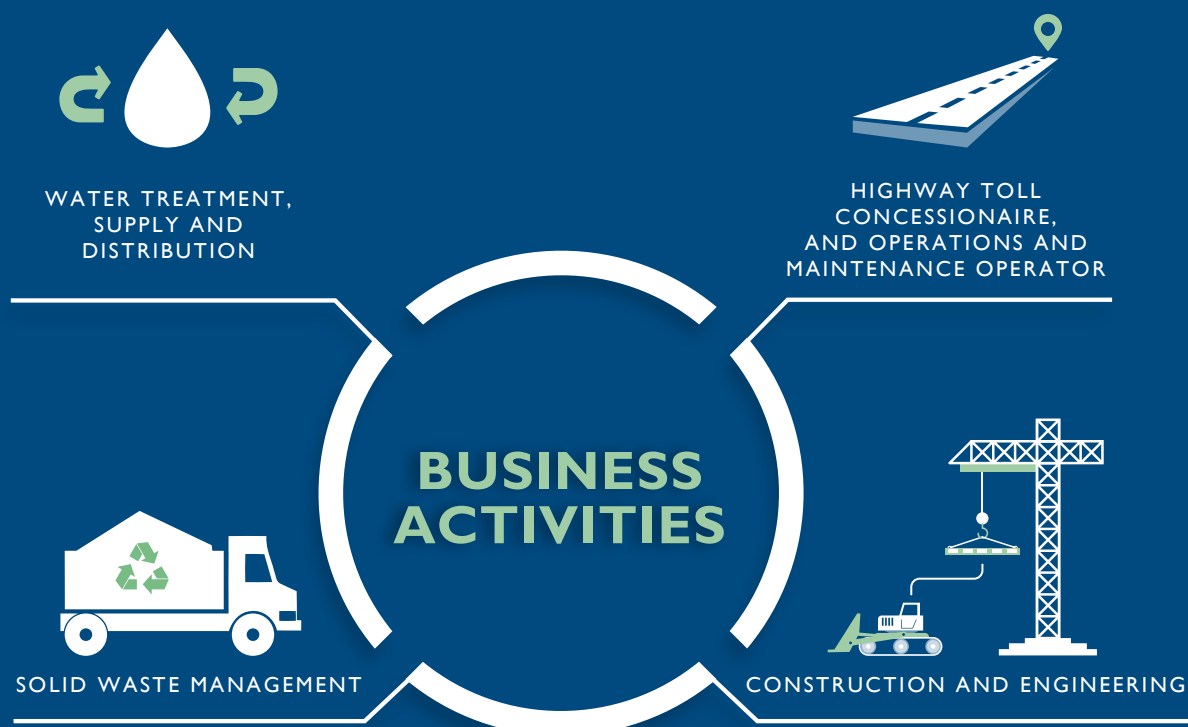 WATER TREATMENT,
SUPPLY AND
DISTRIBUTION
HIGHWAY TOLL
CONCESSIONAIRE,
AND OPERATIONS AND
MAINTENANCE OPERATOR
BUSINESS
ACTIVITIES
SOLID WASTE MANAGEMENT
CONSTRUCTION AND ENGINEERING